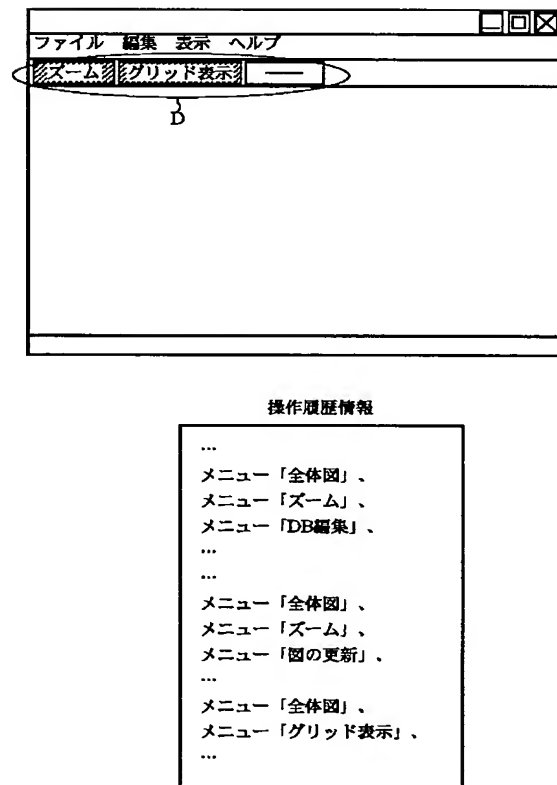 ファイル 編集 表示 ヘルプ
ズーム グリッド表示 ──
D
操作履歴情報
…
メニュー「全体図」、
メニュー「ズーム」、
メニュー「DB編集」、
…
…
メニュー「全体図」、
メニュー「ズーム」、
メニュー「図の更新」、
…
メニュー「全体図」、
メニュー「グリッド表示」、
…